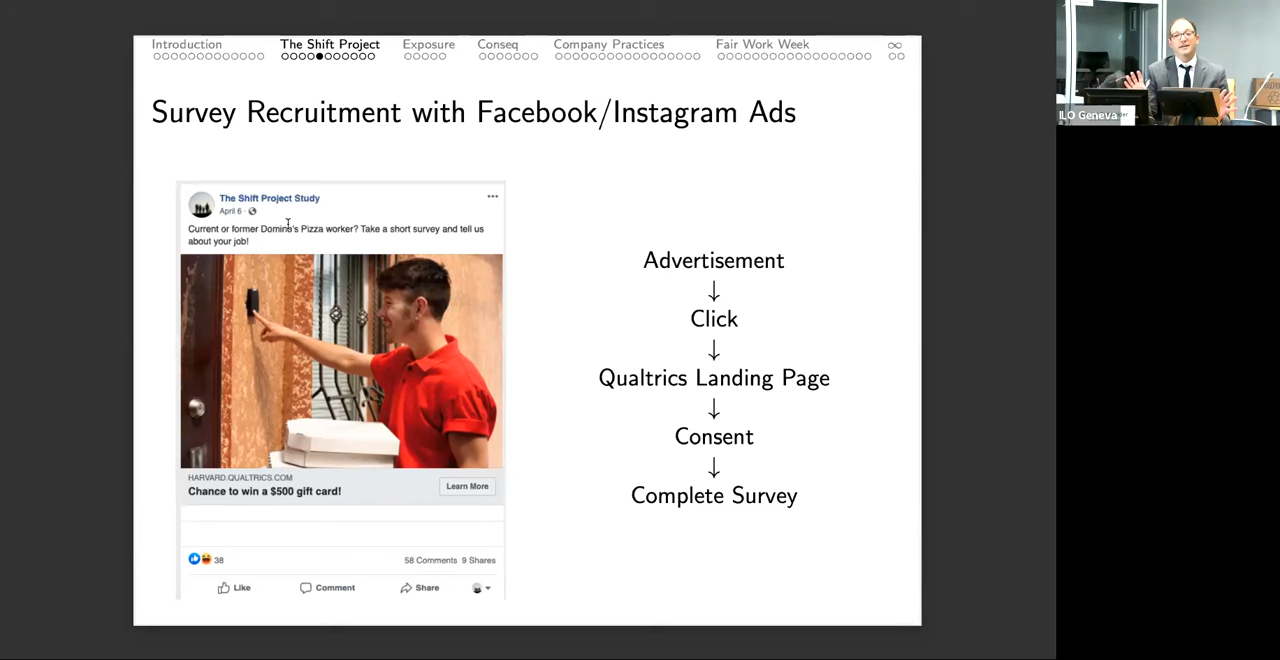 Introduction
The Shift Project
Exposure
Conseq
Company Practices
Fair Work Week
Survey Recruitment with Facebook/Instagram Ads
The Shift Project Study
April 6
Current or former Domino's Pizza worker? Take a short survey and tell us
about your job!
HARVARD.QUALTRICS.COM
Chance to win a $500 gift card!
Learn More
38
58 Comments 9 Shares
Like
Comment
Share
Advertisement
↓
Click
↓
Qualtrics Landing Page
↓
Consent
↓
Complete Survey
ILO Geneva